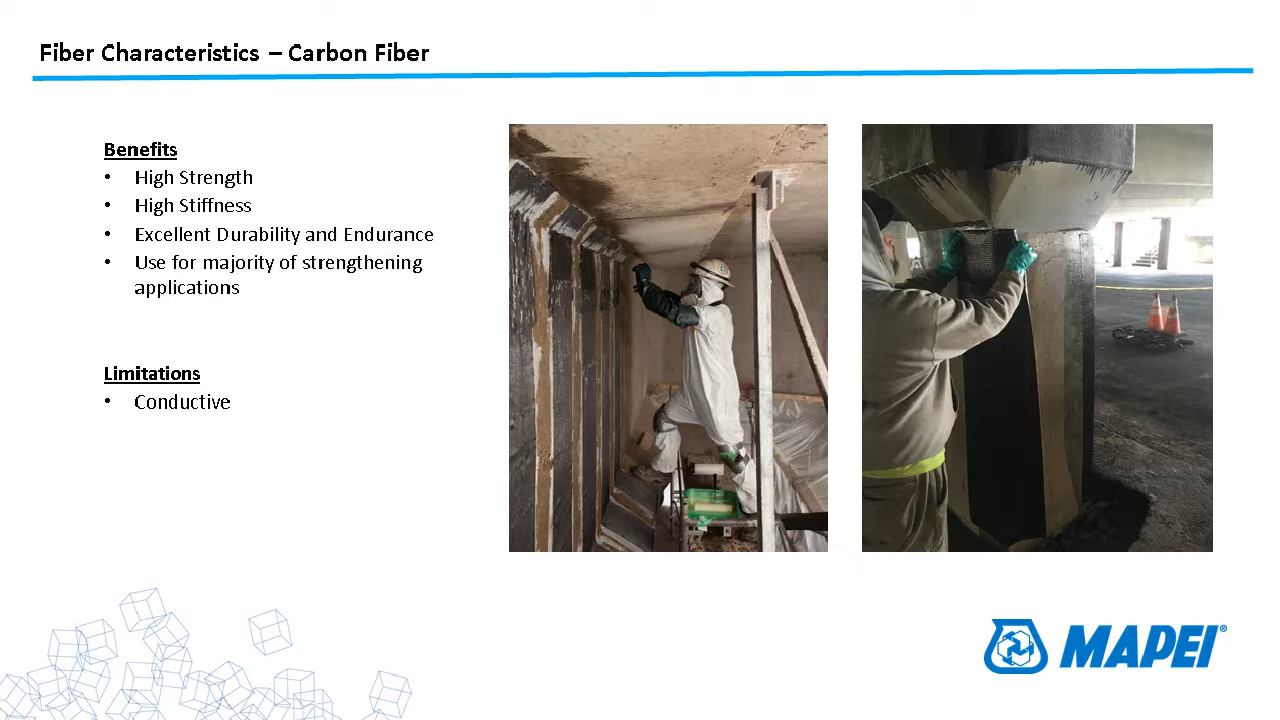 Fiber Characteristics – Carbon Fiber
Benefits
• High Strength
• High Stiffness
• Excellent Durability and Endurance
• Use for majority of strengthening
applications
Limitations
• Conductive
MAPEI®